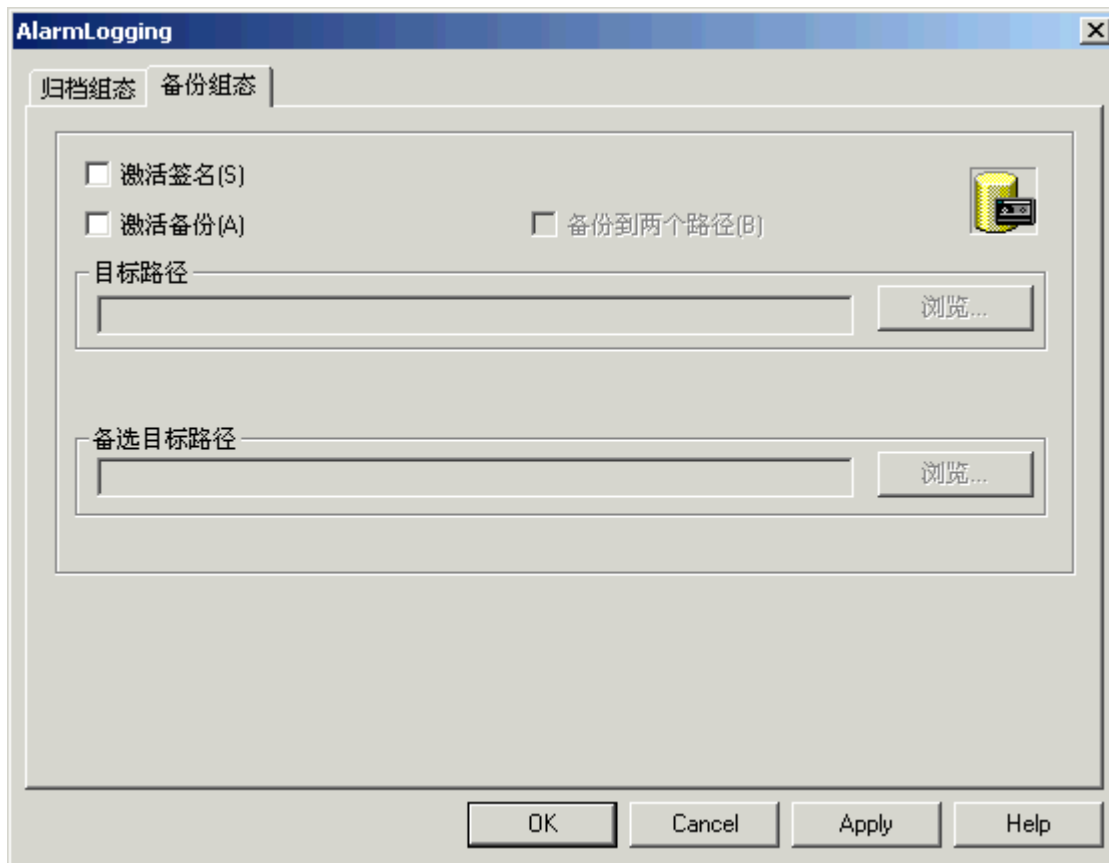 AlarmLogging
归档组态 备份组态
激活签名(S)
激活备份(A) 备份到两个路径(B)
目标路径
浏览...
备选目标路径
浏览...
OK Cancel Apply Help